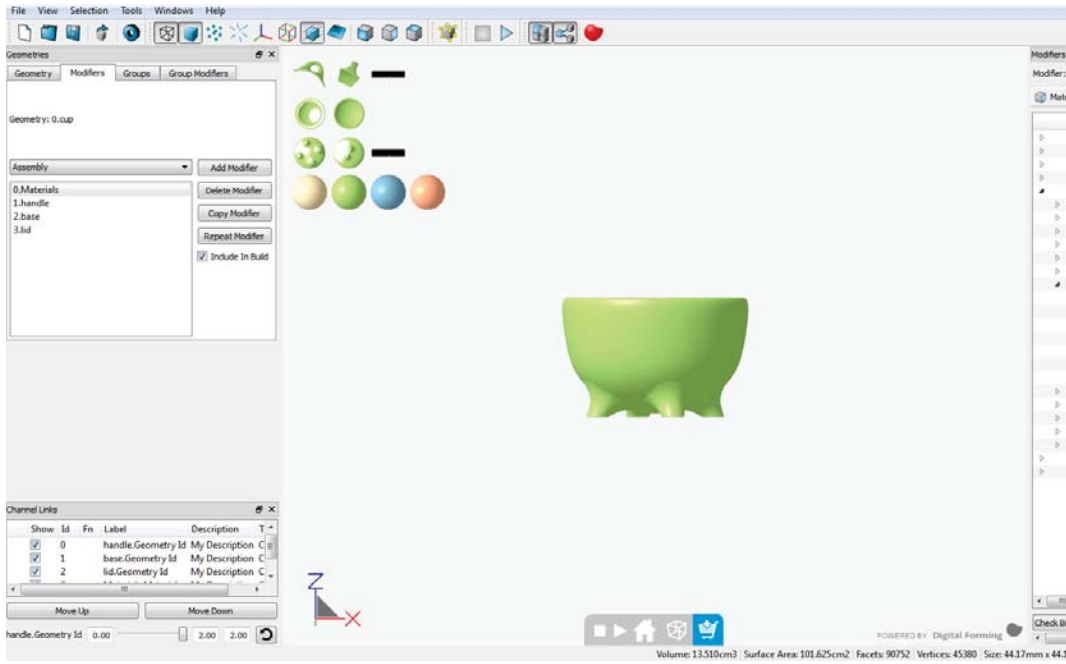 File View Selection Tools Windows Help
Geometries
Geometry Modifiers Groups Group Modifiers
Geometry: 0.cup
Assembly
Add Modifier
0.Materials
1.handle
2.base
3.lid
Delete Modifier
Copy Modifier
Repeat Modifier
Include In Build
Channel Links
Show Id Fn Label Description T
0 handle.Geometry Id My Description C
1 base.Geometry Id My Description C
2 lid.Geometry Id My Description C
Move Up Move Down
handle.Geometry Id 0.00 2.00 2.00
Z
X
POWERED BY Digital Forming
Volume: 13.510cm3 Surface Area: 101.625cm2 Facets: 90752 Vertices: 45380 Size: 44.17mm x 44.1
Modifiers
Modifier:
Mat
Check Bu